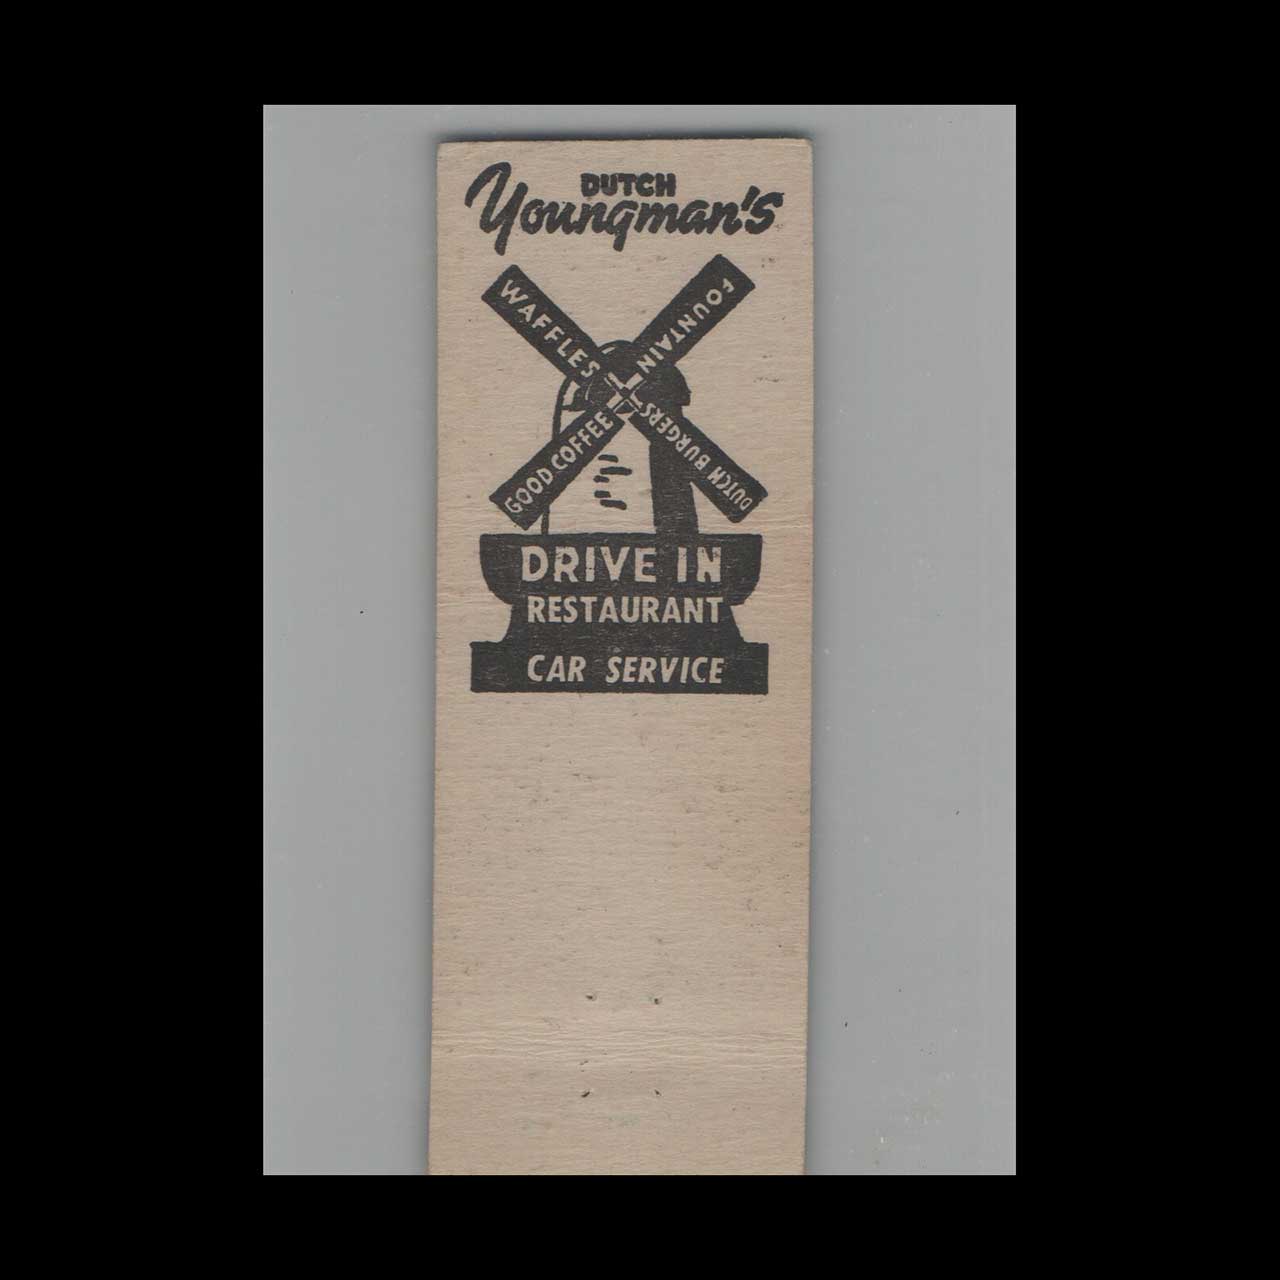 DUTCH
Youngman's
WAFFLES
FOUNTAIN
GOOD COFFEE
DUTCH BURGERS
DRIVE IN
RESTAURANT
CAR SERVICE